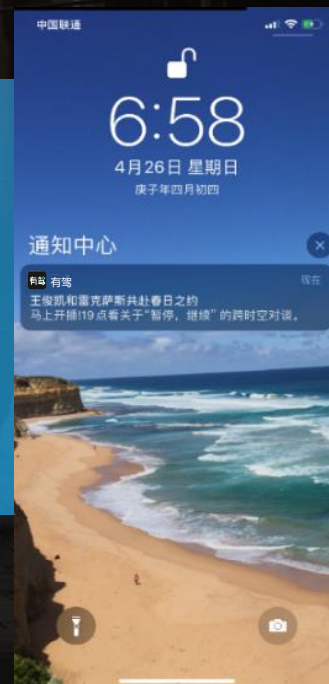 中国联通
6:58
4月26日 星期日
庚子年四月初四
通知中心
有驾 有驾
现在
王俊凯和雷克萨斯共赴春日之约
马上开播!19点看关于“暂停，继续”的跨时空对谈。